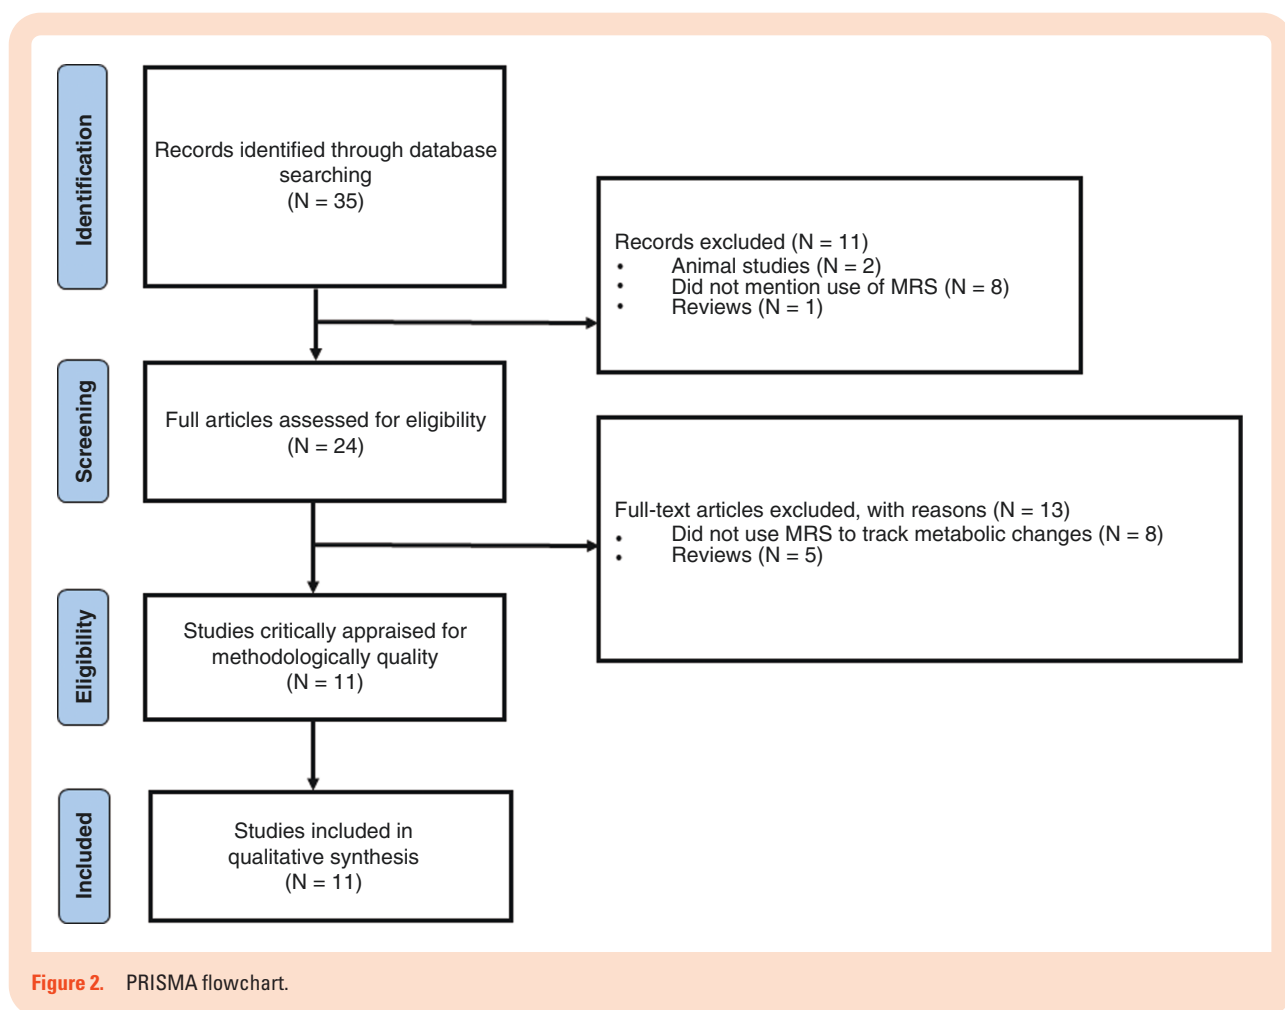 Identification
Records identified through database
searching
(N = 35)
Records excluded (N = 11)
• Animal studies (N = 2)
• Did not mention use of MRS (N = 8)
• Reviews (N = 1)
Screening
Full articles assessed for eligibility
(N = 24)
Full-text articles excluded, with reasons (N = 13)
• Did not use MRS to track metabolic changes (N = 8)
• Reviews (N = 5)
Eligibility
Studies critically appraised for
methodologically quality
(N = 11)
Included
Studies included in
qualitative synthesis
(N = 11)
Figure 2. PRISMA flowchart.